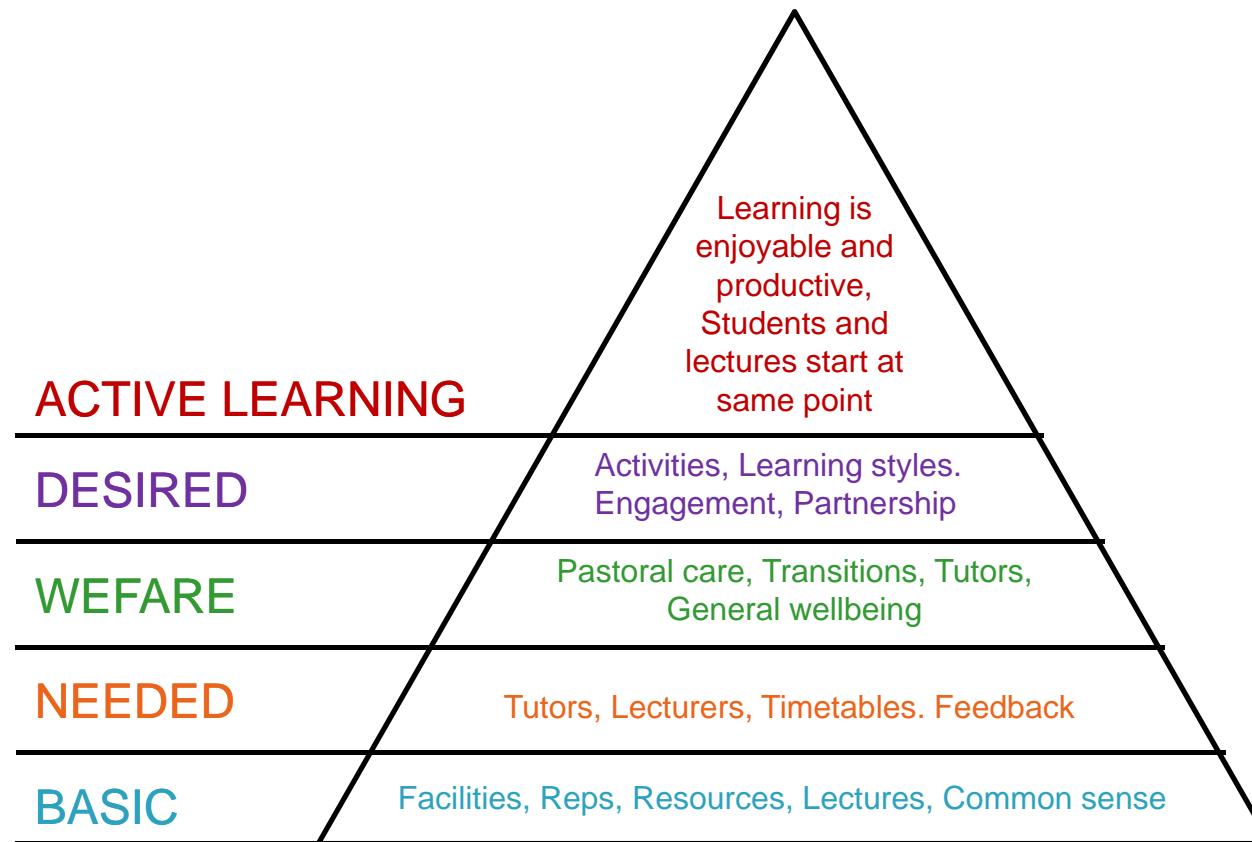 Learning is
enjoyable and
productive,
Students and
lectures start at
same point
ACTIVE LEARNING
DESIRED
Activities, Learning styles.
Engagement, Partnership
WEFARE
Pastoral care, Transitions, Tutors,
General wellbeing
NEEDED
Tutors, Lecturers, Timetables. Feedback
BASIC
Facilities, Reps, Resources, Lectures, Common sense